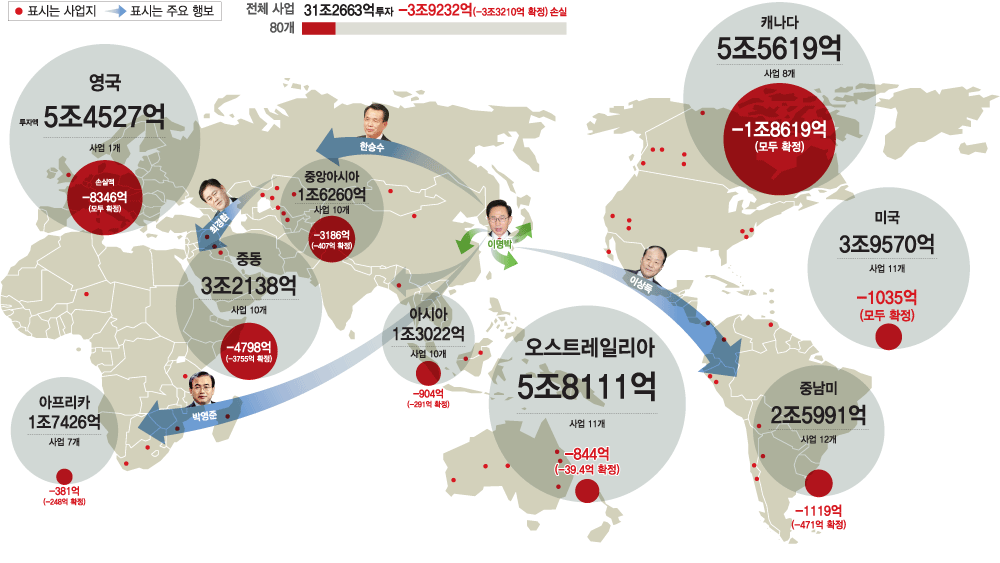 표시는 사업지 표시는 주요 행보
전체 사업 31조2663억투자 -3조9232억(-3조3210억 확정) 손실
80개
캐나다
5조5619억
사업 8개
-1조8619억
(모두 확정)
영국
투자액 5조4527억
사업 1개
손실액
-8346억
(모두 확정)
한승수
중앙아시아
1조6260억
사업 10개
-3186억
(-407억 확정)
최경환
이명박
이상득
미국
3조9570억
사업 11개
-1035억
(모두 확정)
중동
3조2138억
사업 10개
-4798억
(-3755억 확정)
아시아
1조3022억
사업 10개
-904억
(-291억 확정)
오스트레일리아
5조8111억
사업 11개
-844억
(-39.4억 확정)
박영준
아프리카
1조7426억
사업 7개
-381억
(-248억 확정)
중남미
2조5991억
사업 12개
-1119억
(-471억 확정)